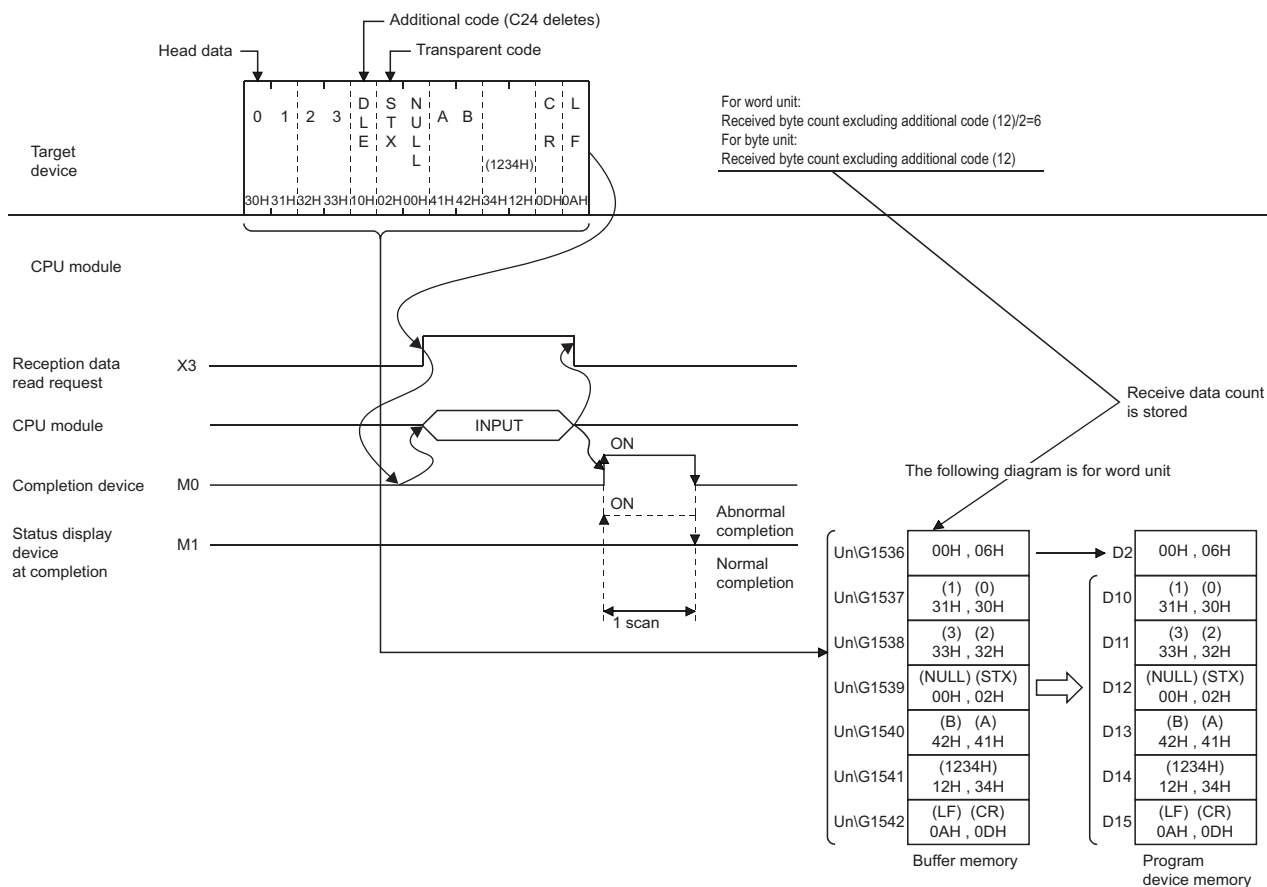 Additional code (C24 deletes)
Head data
Transparent code
0 1 2 3 DLE STX NULL A B (1234H) CR LF
30H 31H 32H 33H 10H 02H 00H 41H 42H 34H 12H 0DH 0AH
Target
device
For word unit:
Received byte count excluding additional code (12)/2=6
For byte unit:
Received byte count excluding additional code (12)
CPU module
Reception data
read request
X3
CPU module
INPUT
Completion device
M0
ON
Status display
device
at completion
M1
ON
Abnormal
completion
Normal
completion
1 scan
Receive data count
is stored
The following diagram is for word unit
Un\G1536 00H , 06H D2 00H , 06H
Un\G1537 (1) (0) D10 (1) (0)
31H , 30H 31H , 30H
Un\G1538 (3) (2) D11 (3) (2)
33H , 32H 33H , 32H
Un\G1539 (NULL) (STX) D12 (NULL) (STX)
00H , 02H 00H , 02H
Un\G1540 (B) (A) D13 (B) (A)
42H , 41H 42H , 41H
Un\G1541 (1234H) D14 (1234H)
12H , 34H 12H , 34H
Un\G1542 (LF) (CR) D15 (LF) (CR)
0AH , 0DH 0AH , 0DH
Buffer memory
Program
device memory